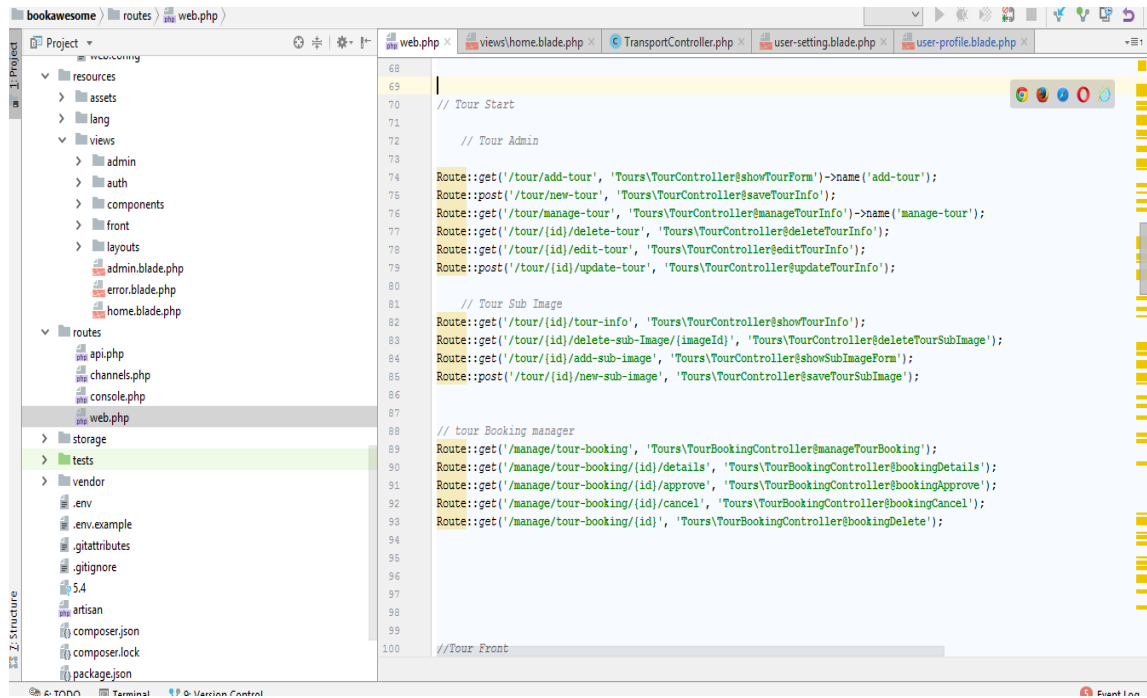 bookawesome routes web.php
Project
web.php views\home.blade.php TransportController.php user-setting.blade.php user-profile.blade.php
1: Project
web.config
resources
assets
lang
views
admin
auth
components
front
layouts
admin.blade.php
error.blade.php
home.blade.php
routes
api.php
channels.php
console.php
web.php
storage
tests
vendor
.env
.env.example
.gitattributes
.gitignore
5.4
artisan
composer.json
composer.lock
package.json
7: Structure
68
69
70 // Tour Start
71
72 // Tour Admin
73
74 Route::get('/tour/add-tour', 'Tours\TourController@showTourForm')->name('add-tour');
75 Route::post('/tour/new-tour', 'Tours\TourController@saveTourInfo');
76 Route::get('/tour/manage-tour', 'Tours\TourController@manageTourInfo')->name('manage-tour');
77 Route::get('/tour/{id}/delete-tour', 'Tours\TourController@deleteTourInfo');
78 Route::get('/tour/{id}/edit-tour', 'Tours\TourController@editTourInfo');
79 Route::post('/tour/{id}/update-tour', 'Tours\TourController@updateTourInfo');
80
81 // Tour Sub Image
82 Route::get('/tour/{id}/tour-info', 'Tours\TourController@showTourInfo');
83 Route::get('/tour/{id}/delete-sub-Image/{imageId}', 'Tours\TourController@deleteTourSubImage');
84 Route::get('/tour/{id}/add-sub-image', 'Tours\TourController@showSubImageForm');
85 Route::post('/tour/{id}/new-sub-image', 'Tours\TourController@saveTourSubImage');
86
87
88 // tour Booking manager
89 Route::get('/manage/tour-booking', 'Tours\TourBookingController@manageTourBooking');
90 Route::get('/manage/tour-booking/{id}/details', 'Tours\TourBookingController@bookingDetails');
91 Route::get('/manage/tour-booking/{id}/approve', 'Tours\TourBookingController@bookingApprove');
92 Route::get('/manage/tour-booking/{id}/cancel', 'Tours\TourBookingController@bookingCancel');
93 Route::get('/manage/tour-booking/{id}', 'Tours\TourBookingController@bookingDelete');
94
95
96
97
98
99
100 //Tour Front
6: TODO Terminal 9: Version Control 5 Event Log